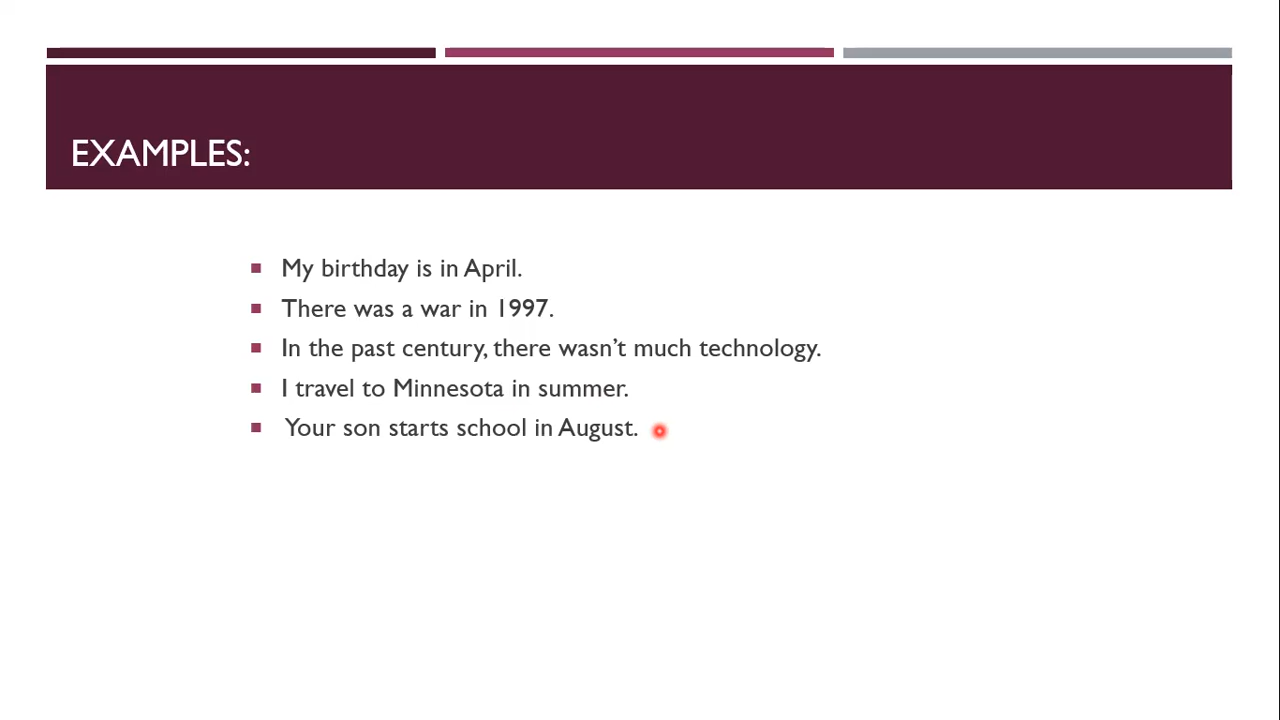 EXAMPLES:
My birthday is in April.
There was a war in 1997.
In the past century, there wasn’t much technology.
I travel to Minnesota in summer.
Your son starts school in August.